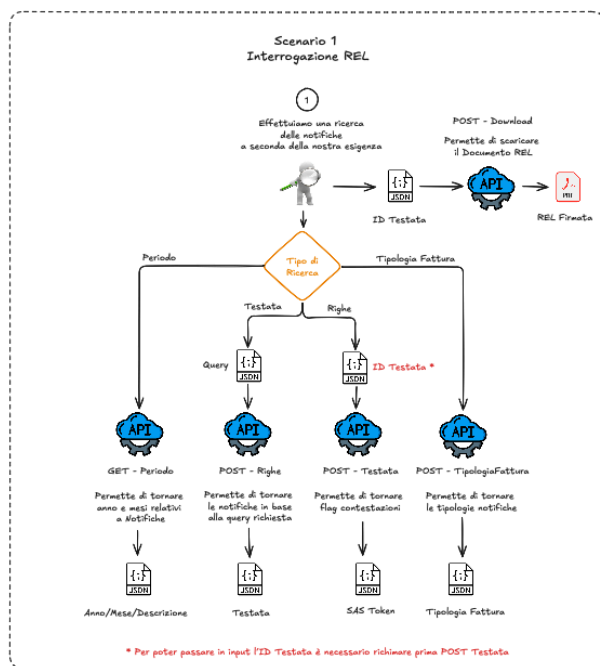 Scenario 1
Interrogazione REL
1
Effettuiamo una ricerca
delle notifiche
a seconda della nostra esigenza
POST - Download
Permette di scaricare
il Documento REL
{;}
JSON
API
PDF
ID Testata
REL Firmata
Periodo
Tipo di
Ricerca
Tipologia Fattura
Testata
Righe
Query
{;}
JSON
{;}
JSON
ID Testata *
API
API
API
API
GET - Periodo
POST - Righe
POST - Testata
POST - TipologiaFattura
Permette di tornare
anno e mesi relativi
a Notifiche
Permette di tornare
le notifiche in base
alla query richiesta
Permette di tornare
flag contestazioni
Permette di tornare
le tipologie notifiche
{;}
JSON
{;}
JSON
{;}
JSON
{;}
JSON
Anno/Mese/Descrizione
Testata
SAS Token
Tipologia Fattura
* Per poter passare in input l'ID Testata è necessario richimare prima POST Testata